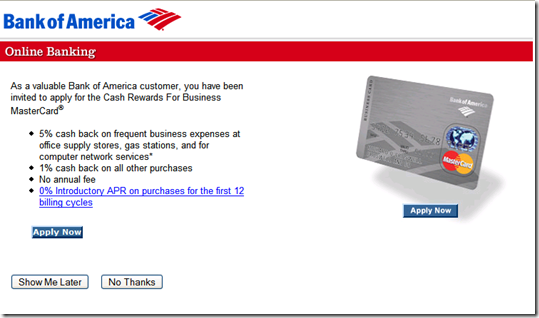 Bank of America
Online Banking
As a valuable Bank of America customer, you have been
invited to apply for the Cash Rewards For Business
MasterCard®
5% cash back on frequent business expenses at
office supply stores, gas stations, and for
computer network services*
1% cash back on all other purchases
No annual fee
0% Introductory APR on purchases for the first 12
billing cycles
Apply Now
BUSINESS CARD
Bank of America
MasterCard
Apply Now
Show Me Later
No Thanks